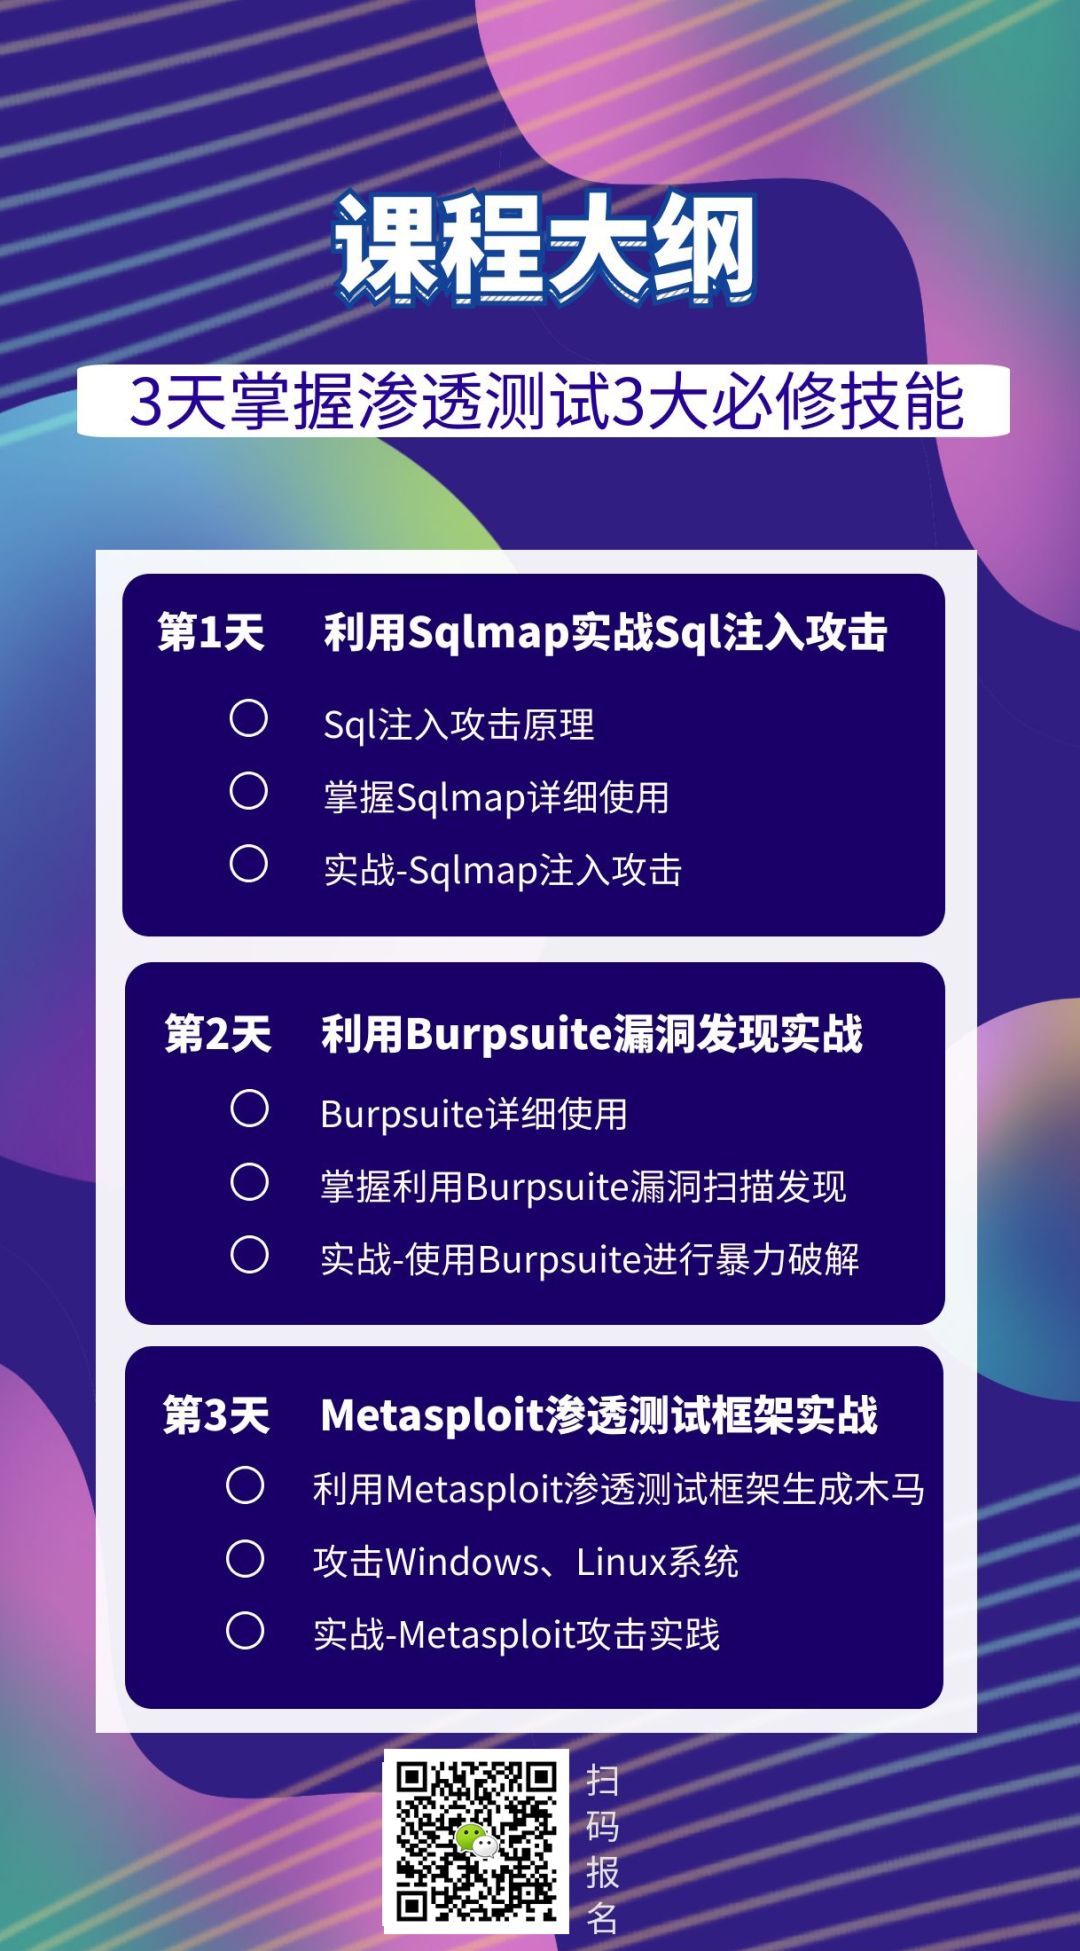 课程大纲
3天掌握渗透测试3大必修技能
第1天 利用Sqlmap实战Sql注入攻击
Sql注入攻击原理
掌握Sqlmap详细使用
实战-Sqlmap注入攻击
第2天 利用Burpsuite漏洞发现实战
Burpsuite详细使用
掌握利用Burpsuite漏洞扫描发现
实战-使用Burpsuite进行暴力破解
第3天 Metasploit渗透测试框架实战
利用Metasploit渗透测试框架生成木马
攻击Windows、Linux系统
实战-Metasploit攻击实践
扫码报名